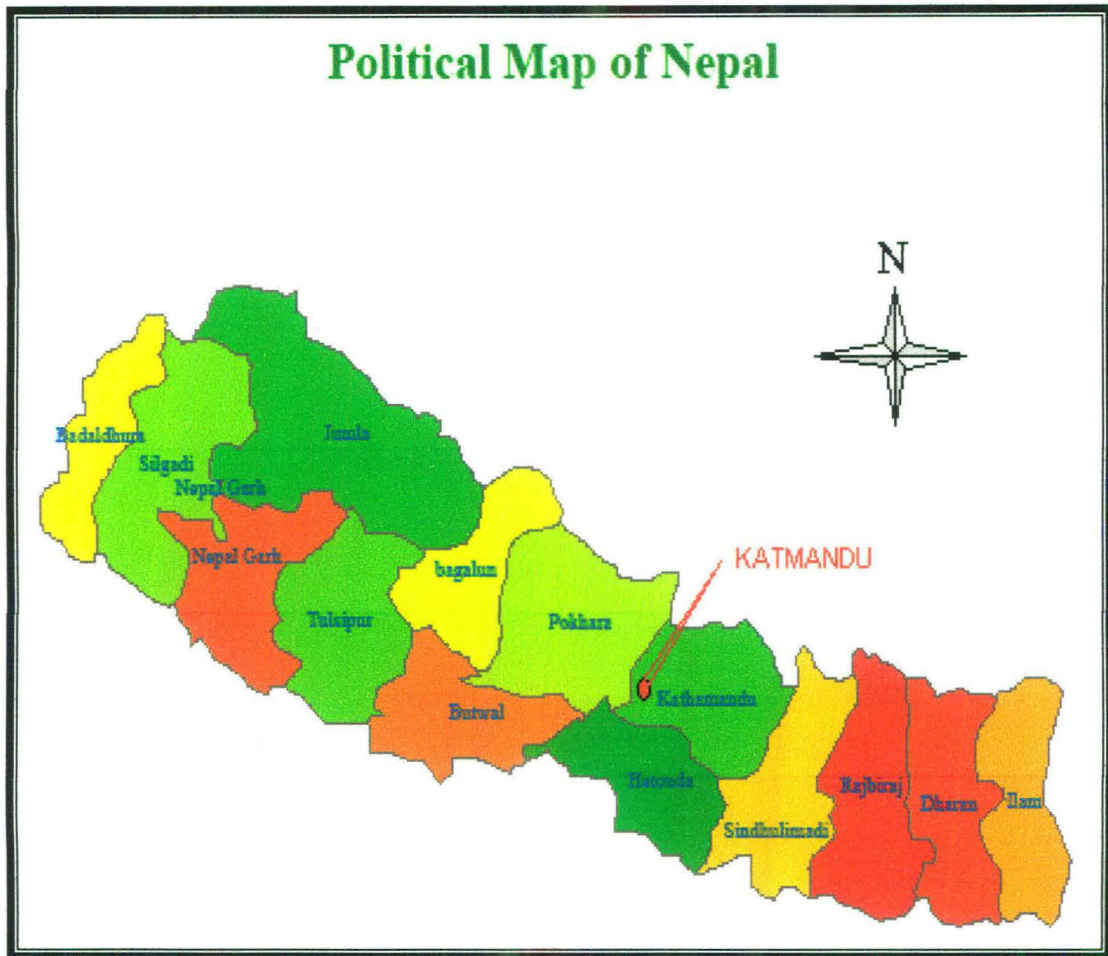 Political Map of Nepal
N
Badaldhura
Jumla
Silgadi
Nepal Garh
Nepal Garh
bagalun
KATMANDU
Tulsipur
Pokhara
Butwal
Kathamandu
Hatouda
Rajbiraj
Dharan
Ilam
Sindhulimadi